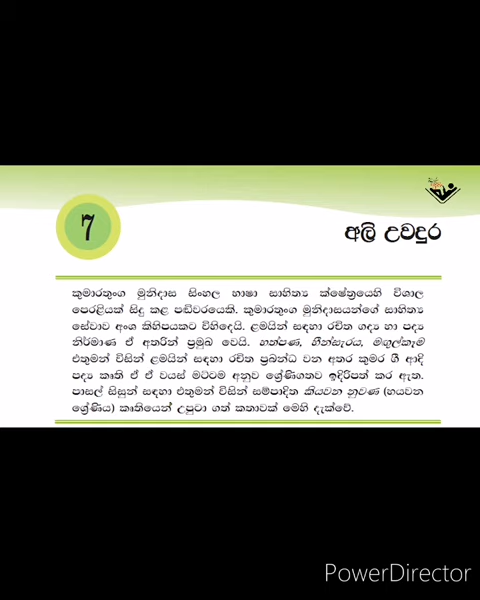 7
අලි උවදුර
කුමාරතුංග මුනිදාස සිංහල භාෂා සාහිත්‍ය ක්ෂේත්‍රයෙහි විශාල
පෙරළියක් සිදු කළ පඬිවරයෙකි. කුමාරතුංග මුනිදාසයන්ගේ සාහිත්‍ය
සේවාව අංශ කිහිපයකට විහිදෙයි. ළමයින් සඳහා රචිත ගද්‍ය හා පද්‍ය
නිර්මාණ ඒ අතරින් ප්‍රමුඛ වෙයි. හත්පණ, හීන්සැරය, මගුල්කෑම
එතුමන් විසින් ළමයින් සඳහා රචිත ප්‍රබන්ධ වන අතර කුමර ගී ආදි
පද්‍ය කෘති ඒ ඒ වයස් මට්ටම අනුව ශ්‍රේණිගතව ඉදිරිපත් කර ඇත.
පාසල් සිසුන් සඳහා එතුමන් විසින් සම්පාදිත කියවන නුවණ (හයවන
ශ්‍රේණිය) කෘතියෙන් උපුටා ගත් කතාවක් මෙහි දැක්වේ.
PowerDirector